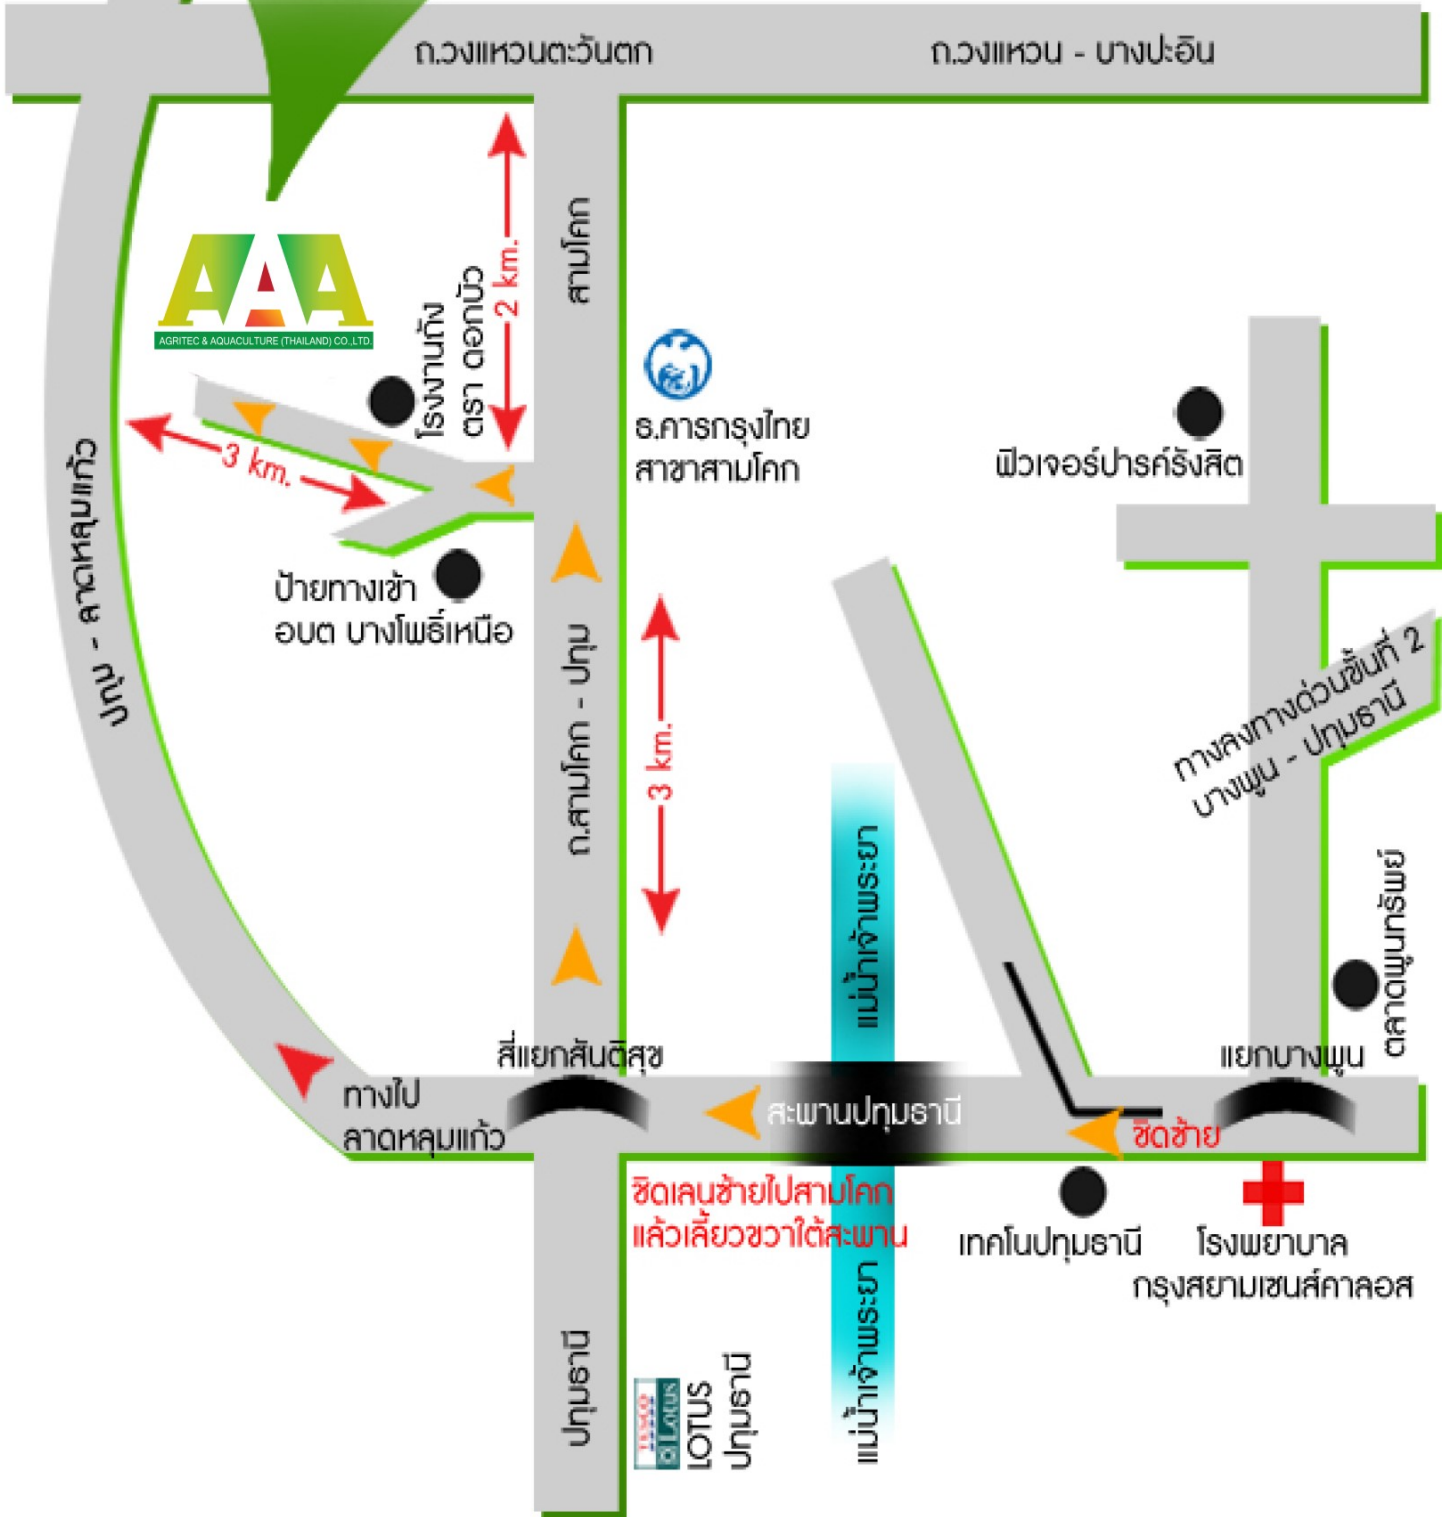 ถ.วงแหวนตะวันตก
ถ.วงแหวน - บางปะอิน
สามโคก
2 km.
AAA
AGRITEC & AQUACULTURE (THAILAND) CO.,LTD.
โรงงานถัง
ตรา ดอกบัว
ธ.คารกรุงไทย
สาขาสามโคก
ฟิวเจอร์ปารค์รังสิต
3 km.
ปทุม - ลาดหลุมแก้ว
ป้ายทางเข้า
อบต บางโพธิ์เหนือ
ถ.สามโคก - ปทุม
3 km.
ทางลงทางด่วนขั้นที่ 2
บางพูน - ปทุมธานี
แม่น้ำเจ้าพระยา
ตลาดพูนทรัพย์
สี่แยกสันติสุข
แยกบางพูน
ทางไป
ลาดหลุมแก้ว
สะพานปทุมธานี
ชิดซ้าย
ชิดเลนซ้ายไปสามโคก
แล้วเลี้ยวขวาใต้สะพาน
เทคโนปทุมธานี
โรงพยาบาล
กรุงสยามเซนส์คาลอส
แม่น้ำเจ้าพระยา
ปทุมธานี
TESCO
Lotus
LOTUS
ปทุมธานี